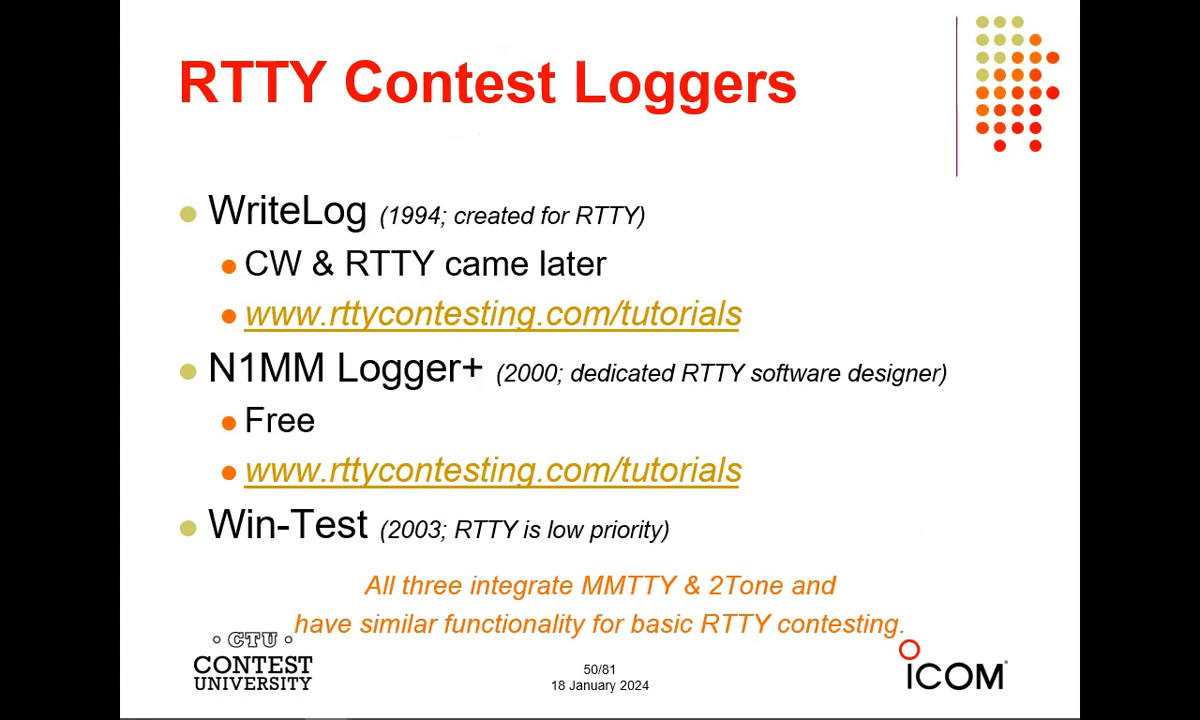 RTTY Contest Loggers
WriteLog (1994; created for RTTY)
CW & RTTY came later
www.rttycontesting.com/tutorials
N1MM Logger+ (2000; dedicated RTTY software designer)
Free
www.rttycontesting.com/tutorials
Win-Test (2003; RTTY is low priority)
All three integrate MMTTY & 2Tone and
have similar functionality for basic RTTY contesting.
CTU
CONTEST
UNIVERSITY
50/81
18 January 2024
ICOM